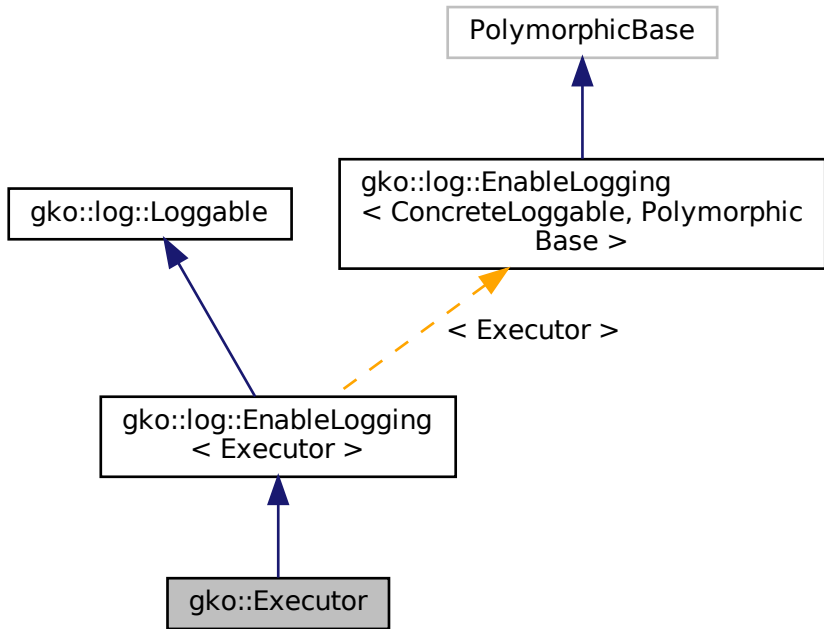 PolymorphicBase
gko::log::EnableLogging
< ConcreteLoggable, Polymorphic
Base >
gko::log::Loggable
< Executor >
gko::log::EnableLogging
< Executor >
gko::Executor